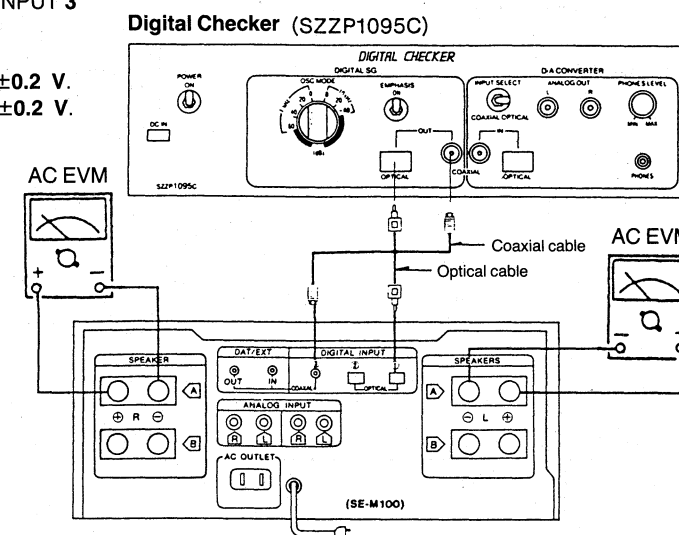 INPUT 3
Digital Checker (SZZP1095C)
±0.2 V.
±0.2 V.
DIGITAL CHECKER
DIGITAL SG
D-A CONVERTER
POWER
ON
OSC MODE
EMPHASIS
ON
INPUT SELECT
ANALOG OUT
L R
PHONES LEVEL
COAXIAL OPTICAL
MIN MAX
DC IN
OUT
IN
OPTICAL
COAXIAL
OPTICAL
PHONES
SZZP1095C
AC EVM
+ −
Coaxial cable
Optical cable
AC EVM
−
SPEAKER
DAT/EXT
DIGITAL INPUT
SPEAKERS
OUT IN
COAXIAL
OPTICAL
A
A
⊕ R ⊖
⊖ L ⊕
B
B
ANALOG INPUT
R L R L
AC OUTLET
(SE-M100)